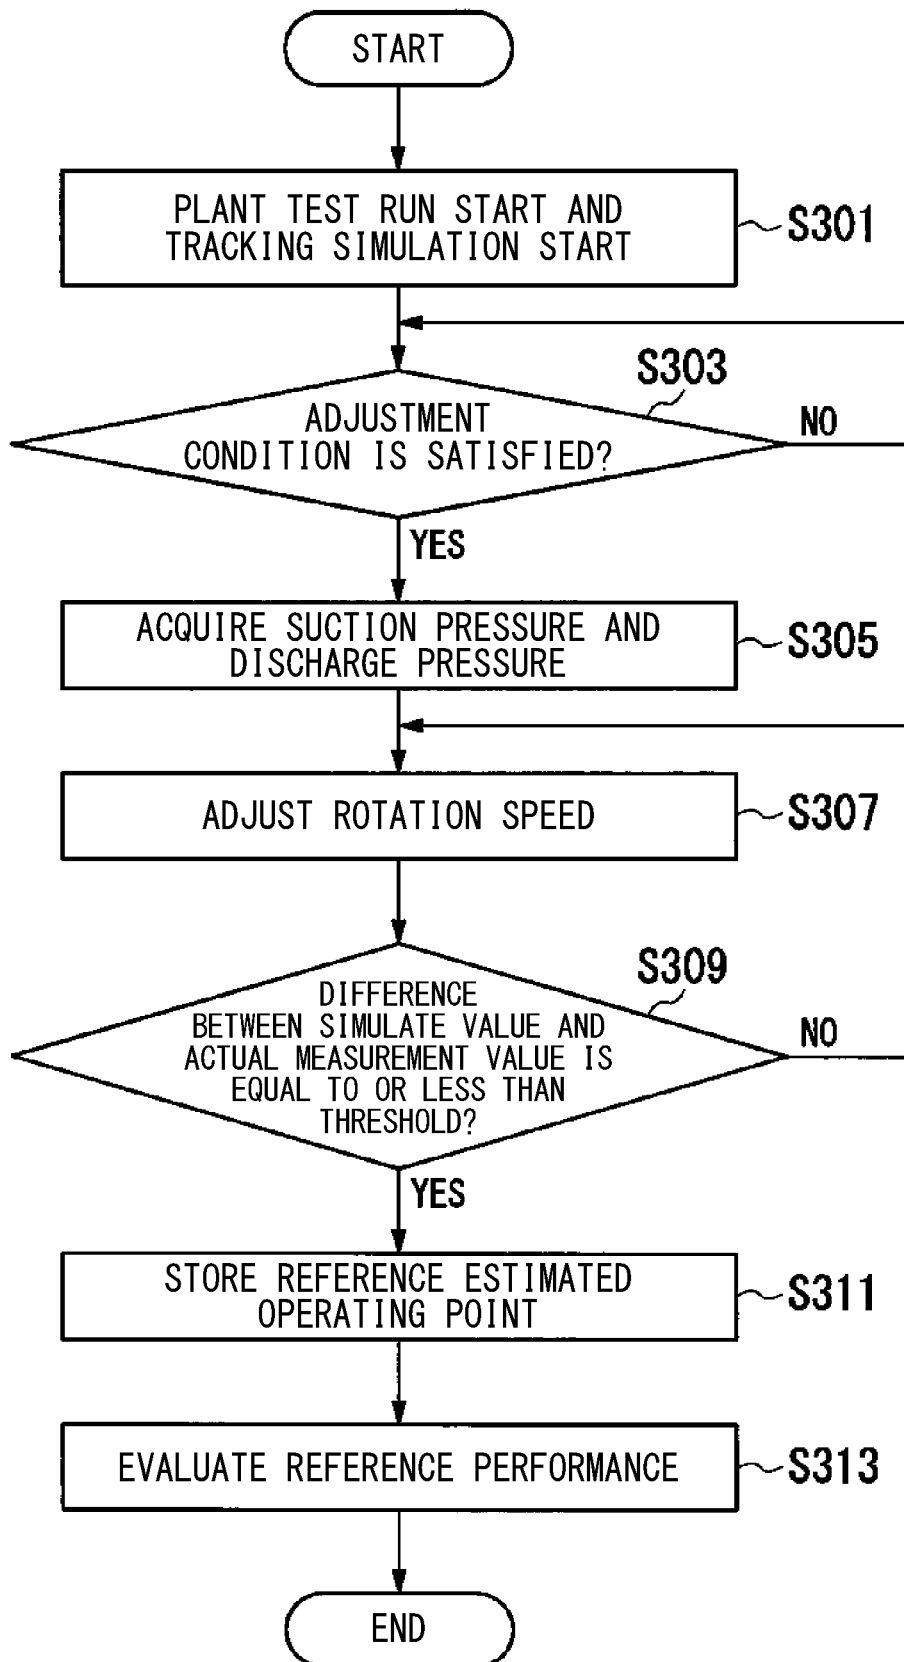 START
PLANT TEST RUN START AND
TRACKING SIMULATION START
S301
S303
ADJUSTMENT
CONDITION IS SATISFIED?
NO
YES
ACQUIRE SUCTION PRESSURE AND
DISCHARGE PRESSURE
S305
ADJUST ROTATION SPEED
S307
S309
DIFFERENCE
BETWEEN SIMULATE VALUE AND
ACTUAL MEASUREMENT VALUE IS
EQUAL TO OR LESS THAN
THRESHOLD?
NO
YES
STORE REFERENCE ESTIMATED
OPERATING POINT
S311
EVALUATE REFERENCE PERFORMANCE
S313
END